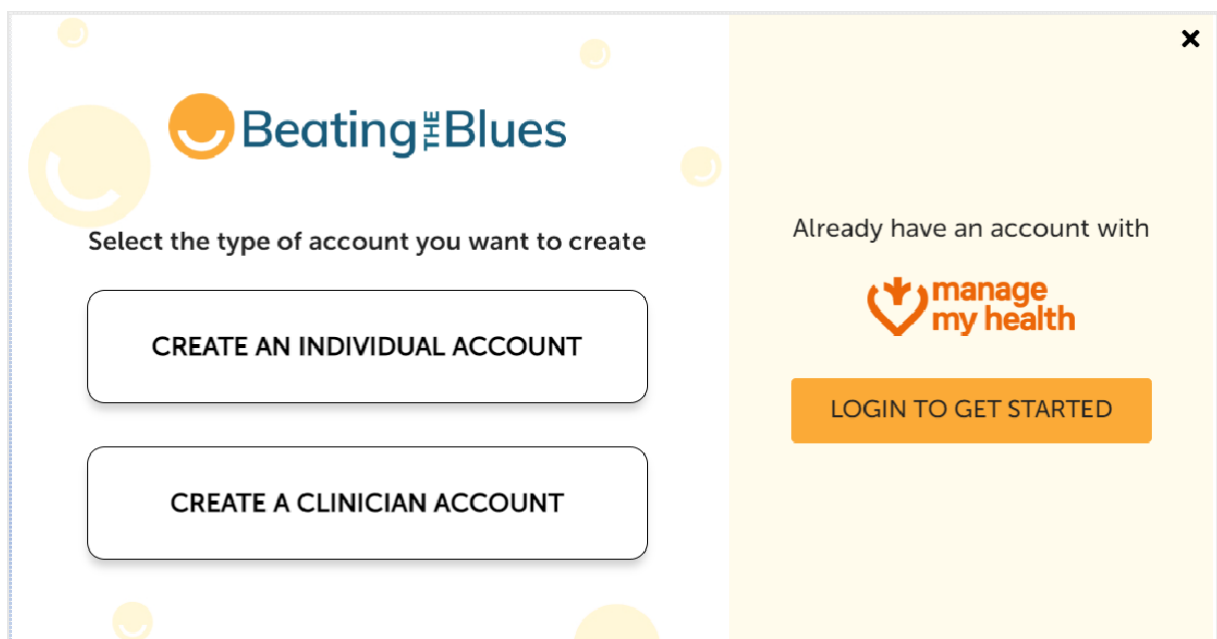 Beating THE Blues
Select the type of account you want to create
CREATE AN INDIVIDUAL ACCOUNT
CREATE A CLINICIAN ACCOUNT
Already have an account with
manage
my health
LOGIN TO GET STARTED